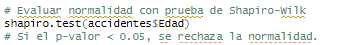 # Evaluar normalidad con prueba de Shapiro-Wilk
shapiro.test(accidentes$Edad)
# Si el p-valor < 0.05, se rechaza la normalidad.